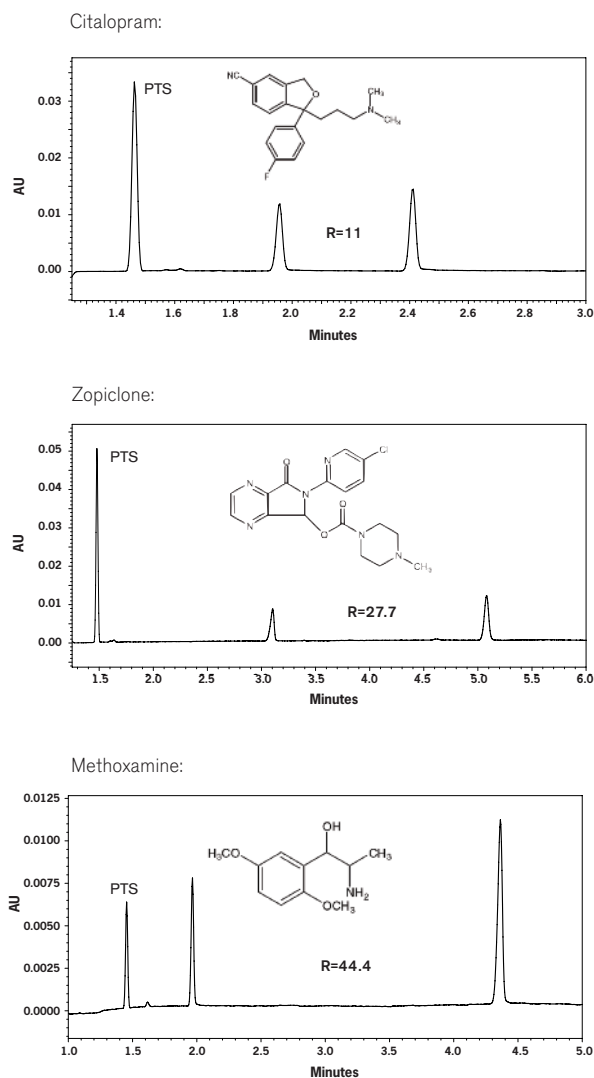 Citalopram:
PTS
NC
O
CH₃
N
CH₃
F
0.03
0.02
0.01
0.00
AU
R=11
1.4 1.6 1.8 2.0 2.2 2.4 2.6 2.8 3.0
Minutes
Zopiclone:
PTS
O
N
Cl
N
N
O
N
O
N
N
CH₃
0.05
0.04
0.03
0.02
0.01
0.00
AU
R=27.7
1.5 2.0 2.5 3.0 3.5 4.0 4.5 5.0 5.5 6.0
Minutes
Methoxamine:
PTS
OH
H₃CO
CH₃
NH₂
OCH₃
0.0125
0.0100
0.0075
0.0050
0.0025
0.0000
AU
R=44.4
1.0 1.5 2.0 2.5 3.0 3.5 4.0 4.5 5.0
Minutes